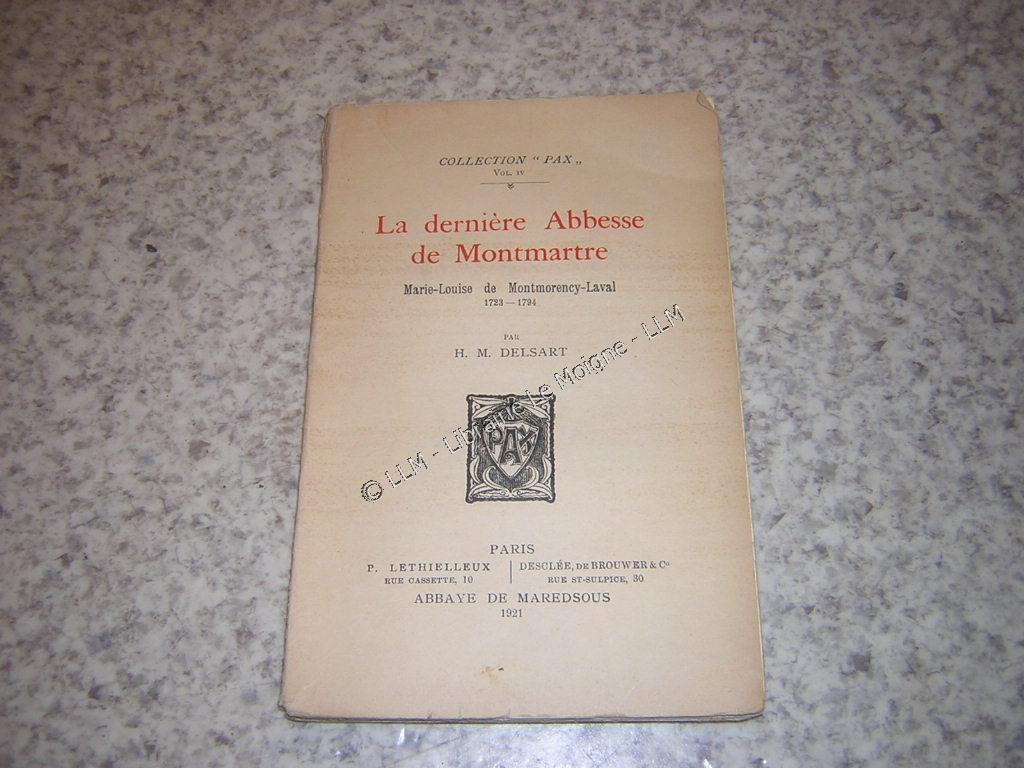 COLLECTION “ PAX „
VOL. IV
La dernière Abbesse
de Montmartre
Marie-Louise de Montmorency-Laval
1723 — 1794
PAR
H. M. DELSART
© LLM - Librairie Le Moigne - LLM
PAX
PARIS
P. LETHIELLEUX
RUE CASSETTE, 10
DESCLÉE, DE BROUWER & Cº
RUE ST-SULPICE, 30
ABBAYE DE MAREDSOUS
1921